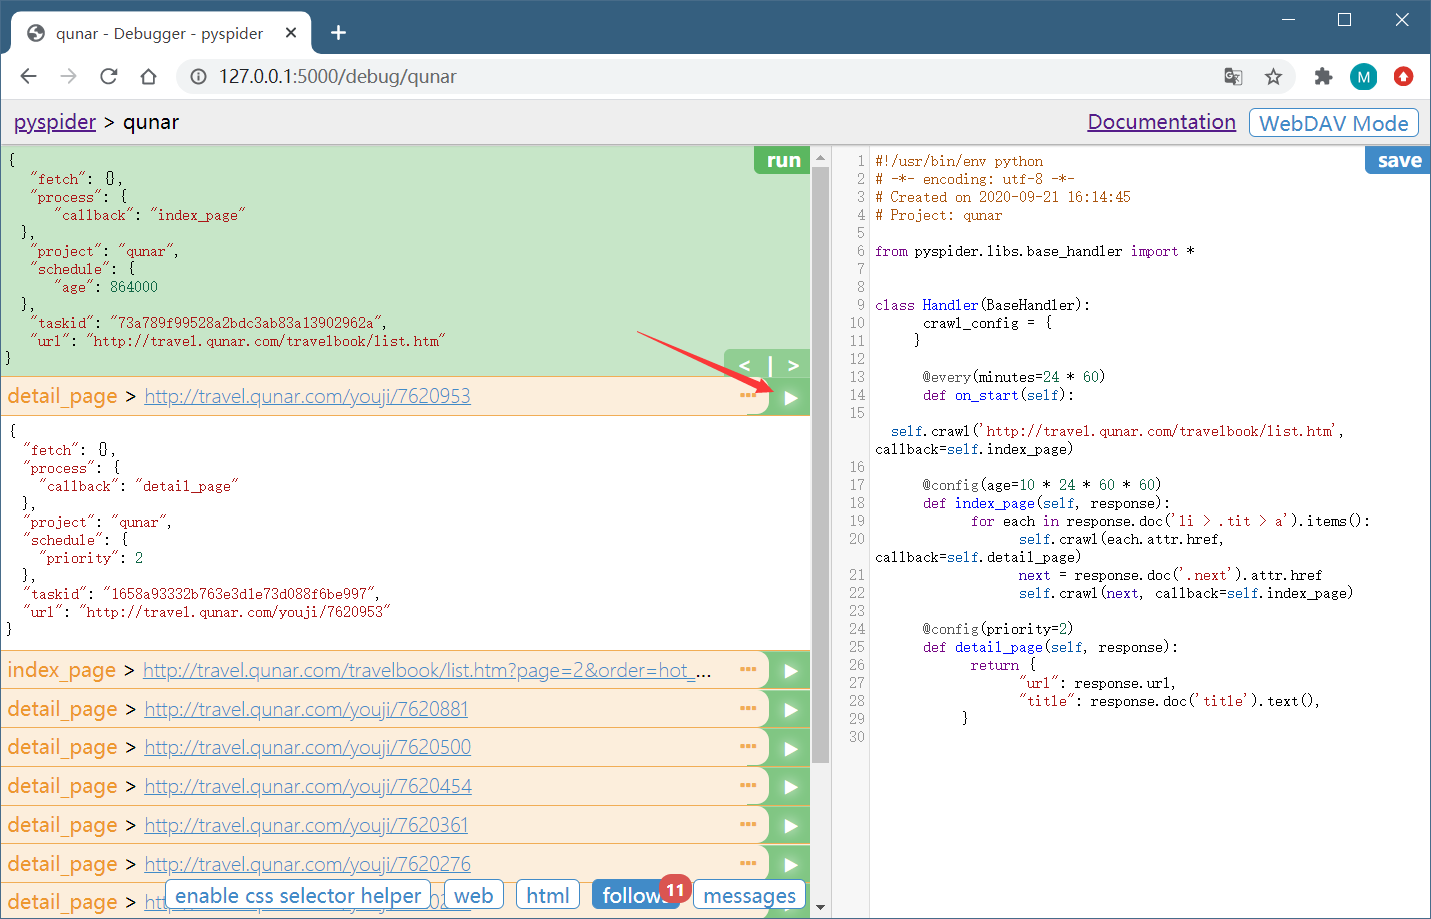 qunar - Debugger - pyspider
127.0.0.1:5000/debug/qunar
M
pyspider > qunar
Documentation
WebDAV Mode
run
{
"fetch": {},
"process": {
"callback": "index_page"
},
"project": "qunar",
"schedule": {
"age": 864000
},
"taskid": "73a789f99528a2bdc3ab83a13902962a",
"url": "http://travel.qunar.com/travelbook/list.htm"
}
< | >
detail_page > http://travel.qunar.com/youji/7620953
{
"fetch": {},
"process": {
"callback": "detail_page"
},
"project": "qunar",
"schedule": {
"priority": 2
},
"taskid": "1658a93332b763e3d1e73d088f6be997",
"url": "http://travel.qunar.com/youji/7620953"
}
index_page > http://travel.qunar.com/travelbook/list.htm?page=2&order=hot_...
detail_page > http://travel.qunar.com/youji/7620881
detail_page > http://travel.qunar.com/youji/7620500
detail_page > http://travel.qunar.com/youji/7620454
detail_page > http://travel.qunar.com/youji/7620361
detail_page > http://travel.qunar.com/youji/7620276
detail_page >
enable css selector helper
web
html
follow 11
messages
save
1 #!/usr/bin/env python
2 # -*- encoding: utf-8 -*-
3 # Created on 2020-09-21 16:14:45
4 # Project: qunar
5
6 from pyspider.libs.base_handler import *
7
8
9 class Handler(BaseHandler):
10 crawl_config = {
11 }
12
13 @every(minutes=24 * 60)
14 def on_start(self):
15
self.crawl('http://travel.qunar.com/travelbook/list.htm',
callback=self.index_page)
16
17 @config(age=10 * 24 * 60 * 60)
18 def index_page(self, response):
19 for each in response.doc('li > .tit > a').items():
20 self.crawl(each.attr.href,
callback=self.detail_page)
21 next = response.doc('.next').attr.href
22 self.crawl(next, callback=self.index_page)
23
24 @config(priority=2)
25 def detail_page(self, response):
26 return {
27 "url": response.url,
28 "title": response.doc('title').text(),
29 }
30